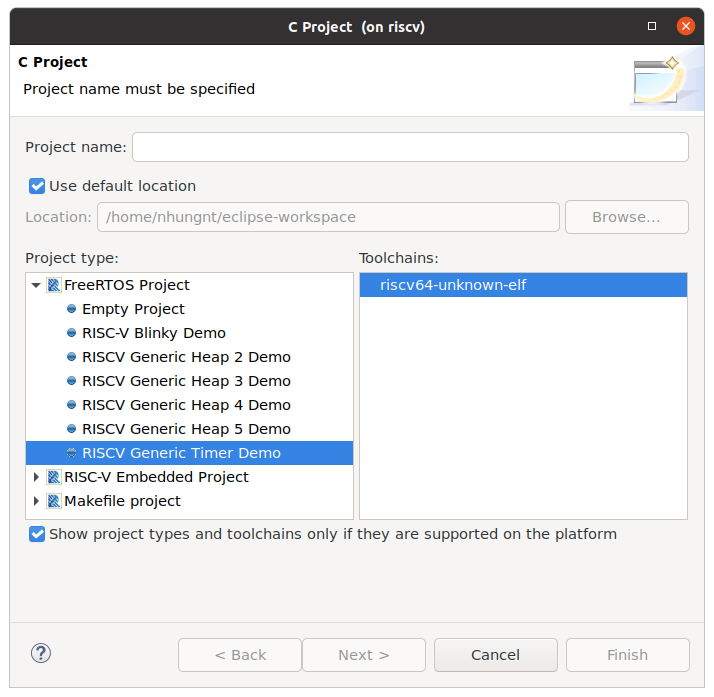 C Project (on riscv)
C Project
Project name must be specified
Project name:
Use default location
Location: /home/nhungnt/eclipse-workspace Browse...
Project type: Toolchains:
FreeRTOS Project riscv64-unknown-elf
Empty Project
RISC-V Blinky Demo
RISCV Generic Heap 2 Demo
RISCV Generic Heap 3 Demo
RISCV Generic Heap 4 Demo
RISCV Generic Heap 5 Demo
RISCV Generic Timer Demo
RISC-V Embedded Project
Makefile project
Show project types and toolchains only if they are supported on the platform
? < Back Next > Cancel Finish